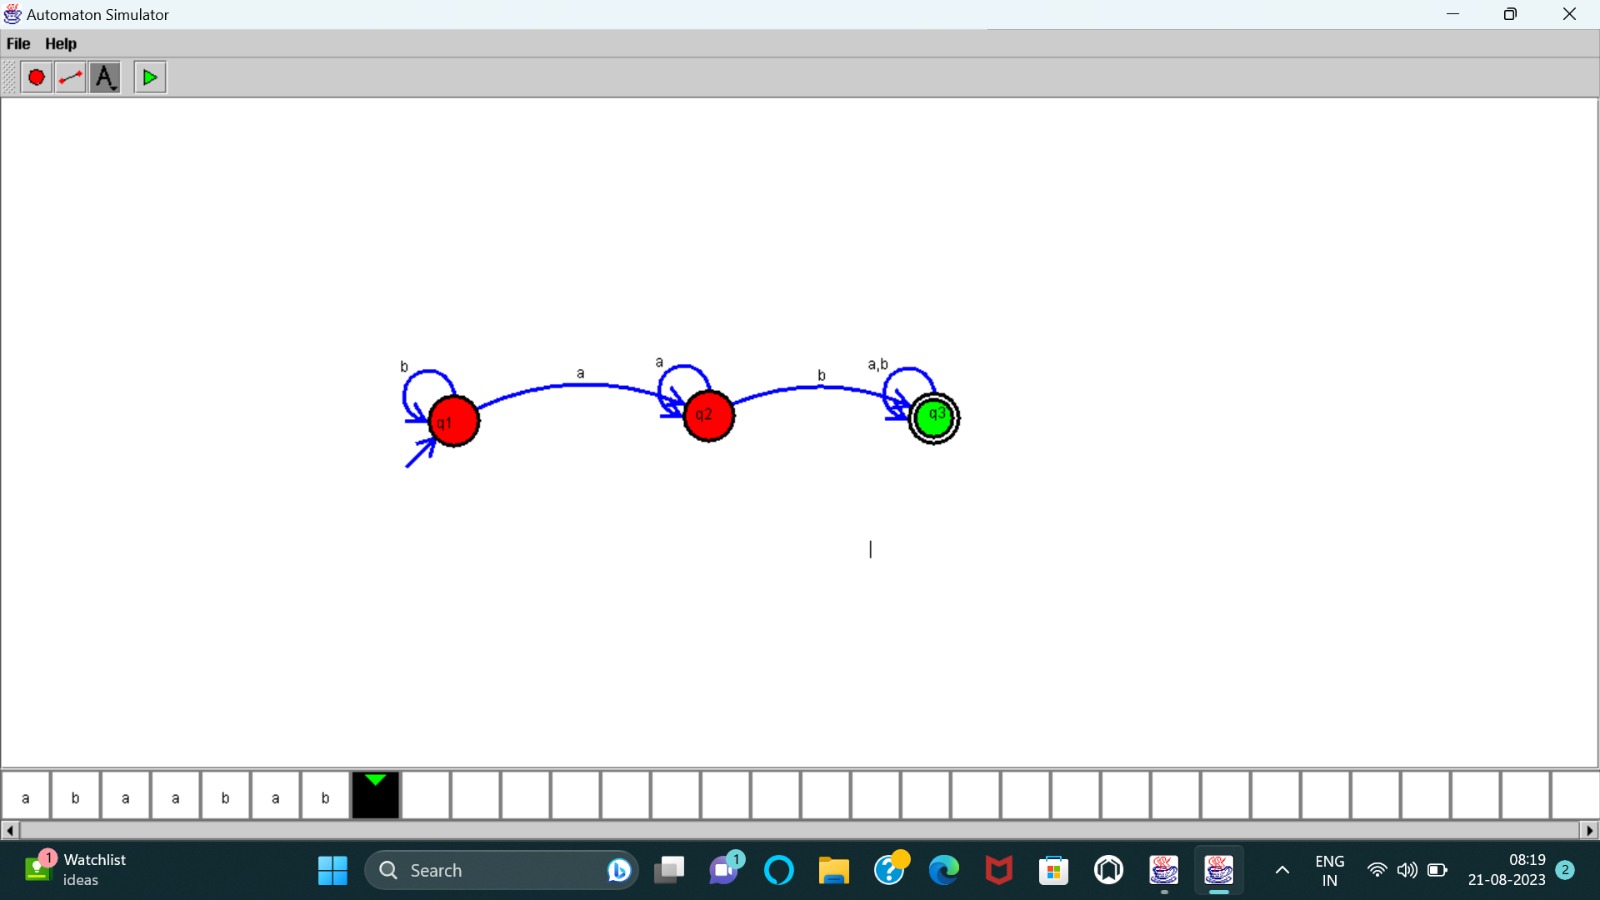 Automaton Simulator
File Help
A
b
a
a
b
a,b
q1
q2
q3
a b a a b a b
1
Watchlist
ideas
Search
1
ENG
IN
08:19
21-08-2023
2